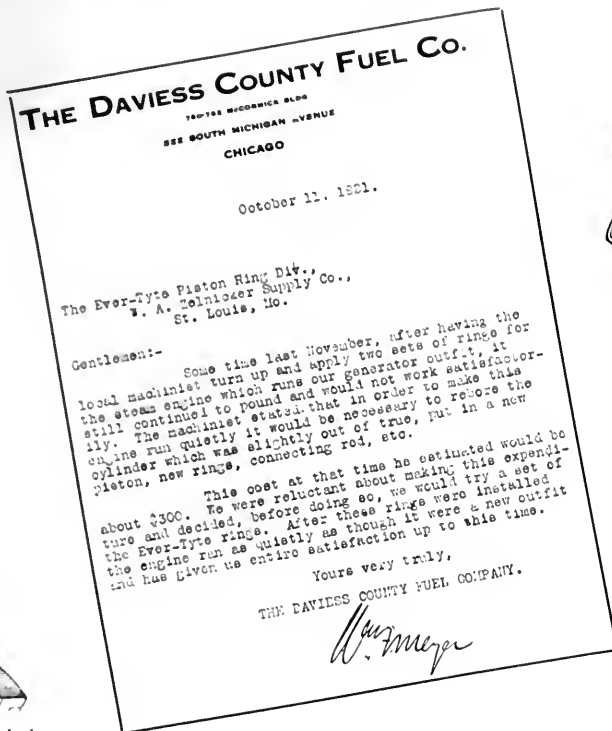 THE DAVIESS COUNTY FUEL CO.
McCORMICK BLDG
SOUTH MICHIGAN AVENUE
CHICAGO
October 11, 1921.
The Ever-Tyte Piston Ring Div.,
W. A. Zelnicker Supply Co.,
St. Louis, Mo.
Gentlemen:-
Some time last November, after having the
local machinist turn up and apply two sets of rings for
the steam engine which runs our generator outfit, it
still continued to pound and would not work satisfactor-
ily. The machinist stated that in order to make this
engine run quietly it would be necessary to rebore the
cylinder which was slightly out of true, put in a new
piston, new rings, connecting rod, etc.
This cost at that time he estimated would be
about $300. We were reluctant about making this expendi-
ture and decided, before doing so, we would try a set of
the Ever-Tyte rings. After these rings were installed
the engine ran as quietly as though it were a new outfit
and has given us entire satisfaction up to this time.
Yours very truly,
THE DAVIESS COUNTY FUEL COMPANY.